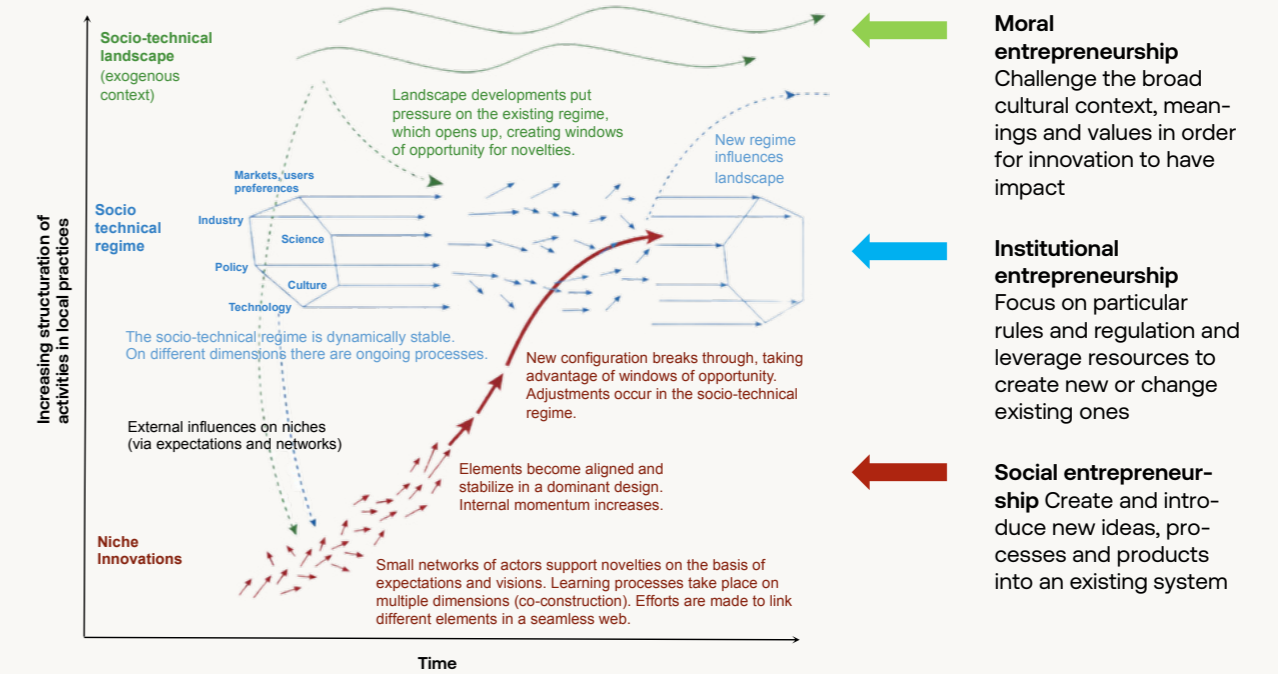 Socio-technical
landscape
(exogenous
context)
Landscape developments put
pressure on the existing regime,
which opens up, creating windows
of opportunity for novelties.
New regime
influences
landscape
Increasing structuration of
activities in local practices
Socio
technical
regime
Markets, users
preferences
Industry
Science
Policy
Culture
Technology
The socio-technical regime is dynamically stable.
On different dimensions there are ongoing processes.
New configuration breaks through, taking
advantage of windows of opportunity.
Adjustments occur in the socio-technical
regime.
External influences on niches
(via expectations and networks)
Elements become aligned and
stabilize in a dominant design.
Internal momentum increases.
Niche
Innovations
Small networks of actors support novelties on the basis of
expectations and visions. Learning processes take place on
multiple dimensions (co-construction). Efforts are made to link
different elements in a seamless web.
Time
Moral
entrepreneurship
Challenge the broad
cultural context, mean-
ings and values in order
for innovation to have
impact
Institutional
entrepreneurship
Focus on particular
rules and regulation and
leverage resources to
create new or change
existing ones
Social entrepreneur-
ship Create and intro-
duce new ideas, pro-
cesses and products
into an existing system